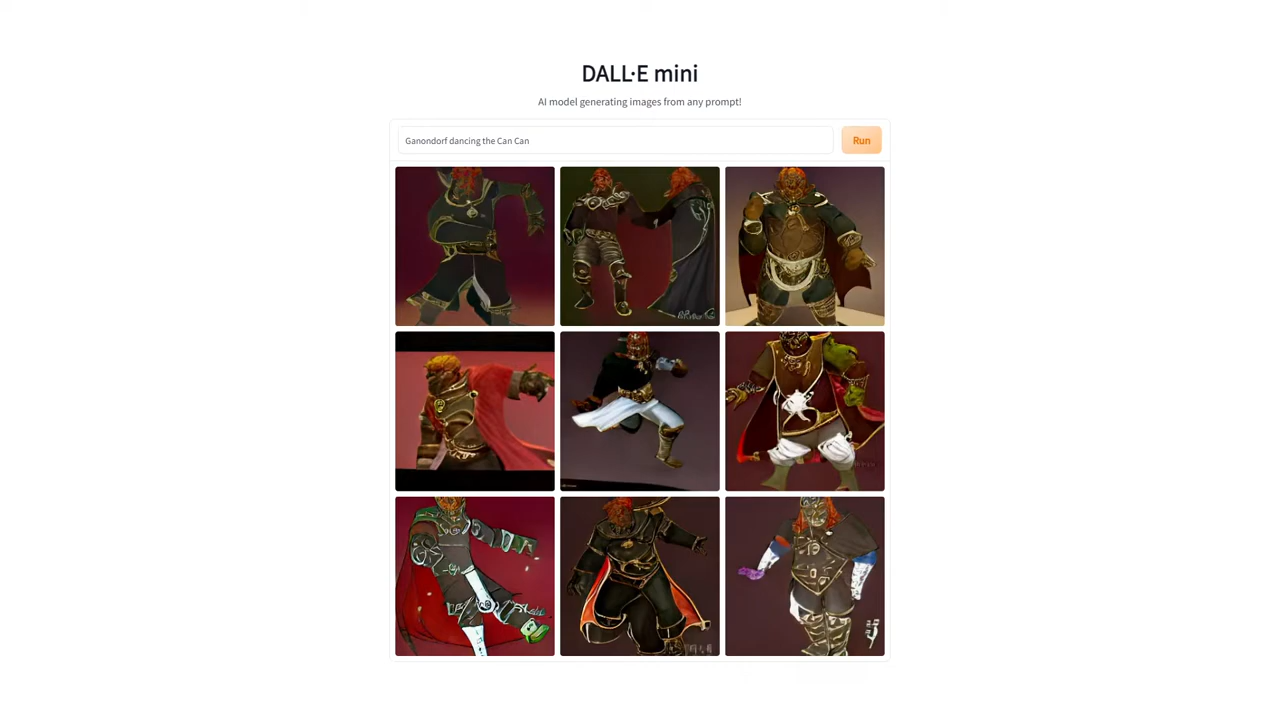 DALL·E mini
AI model generating images from any prompt!
Ganondorf dancing the Can Can
Run